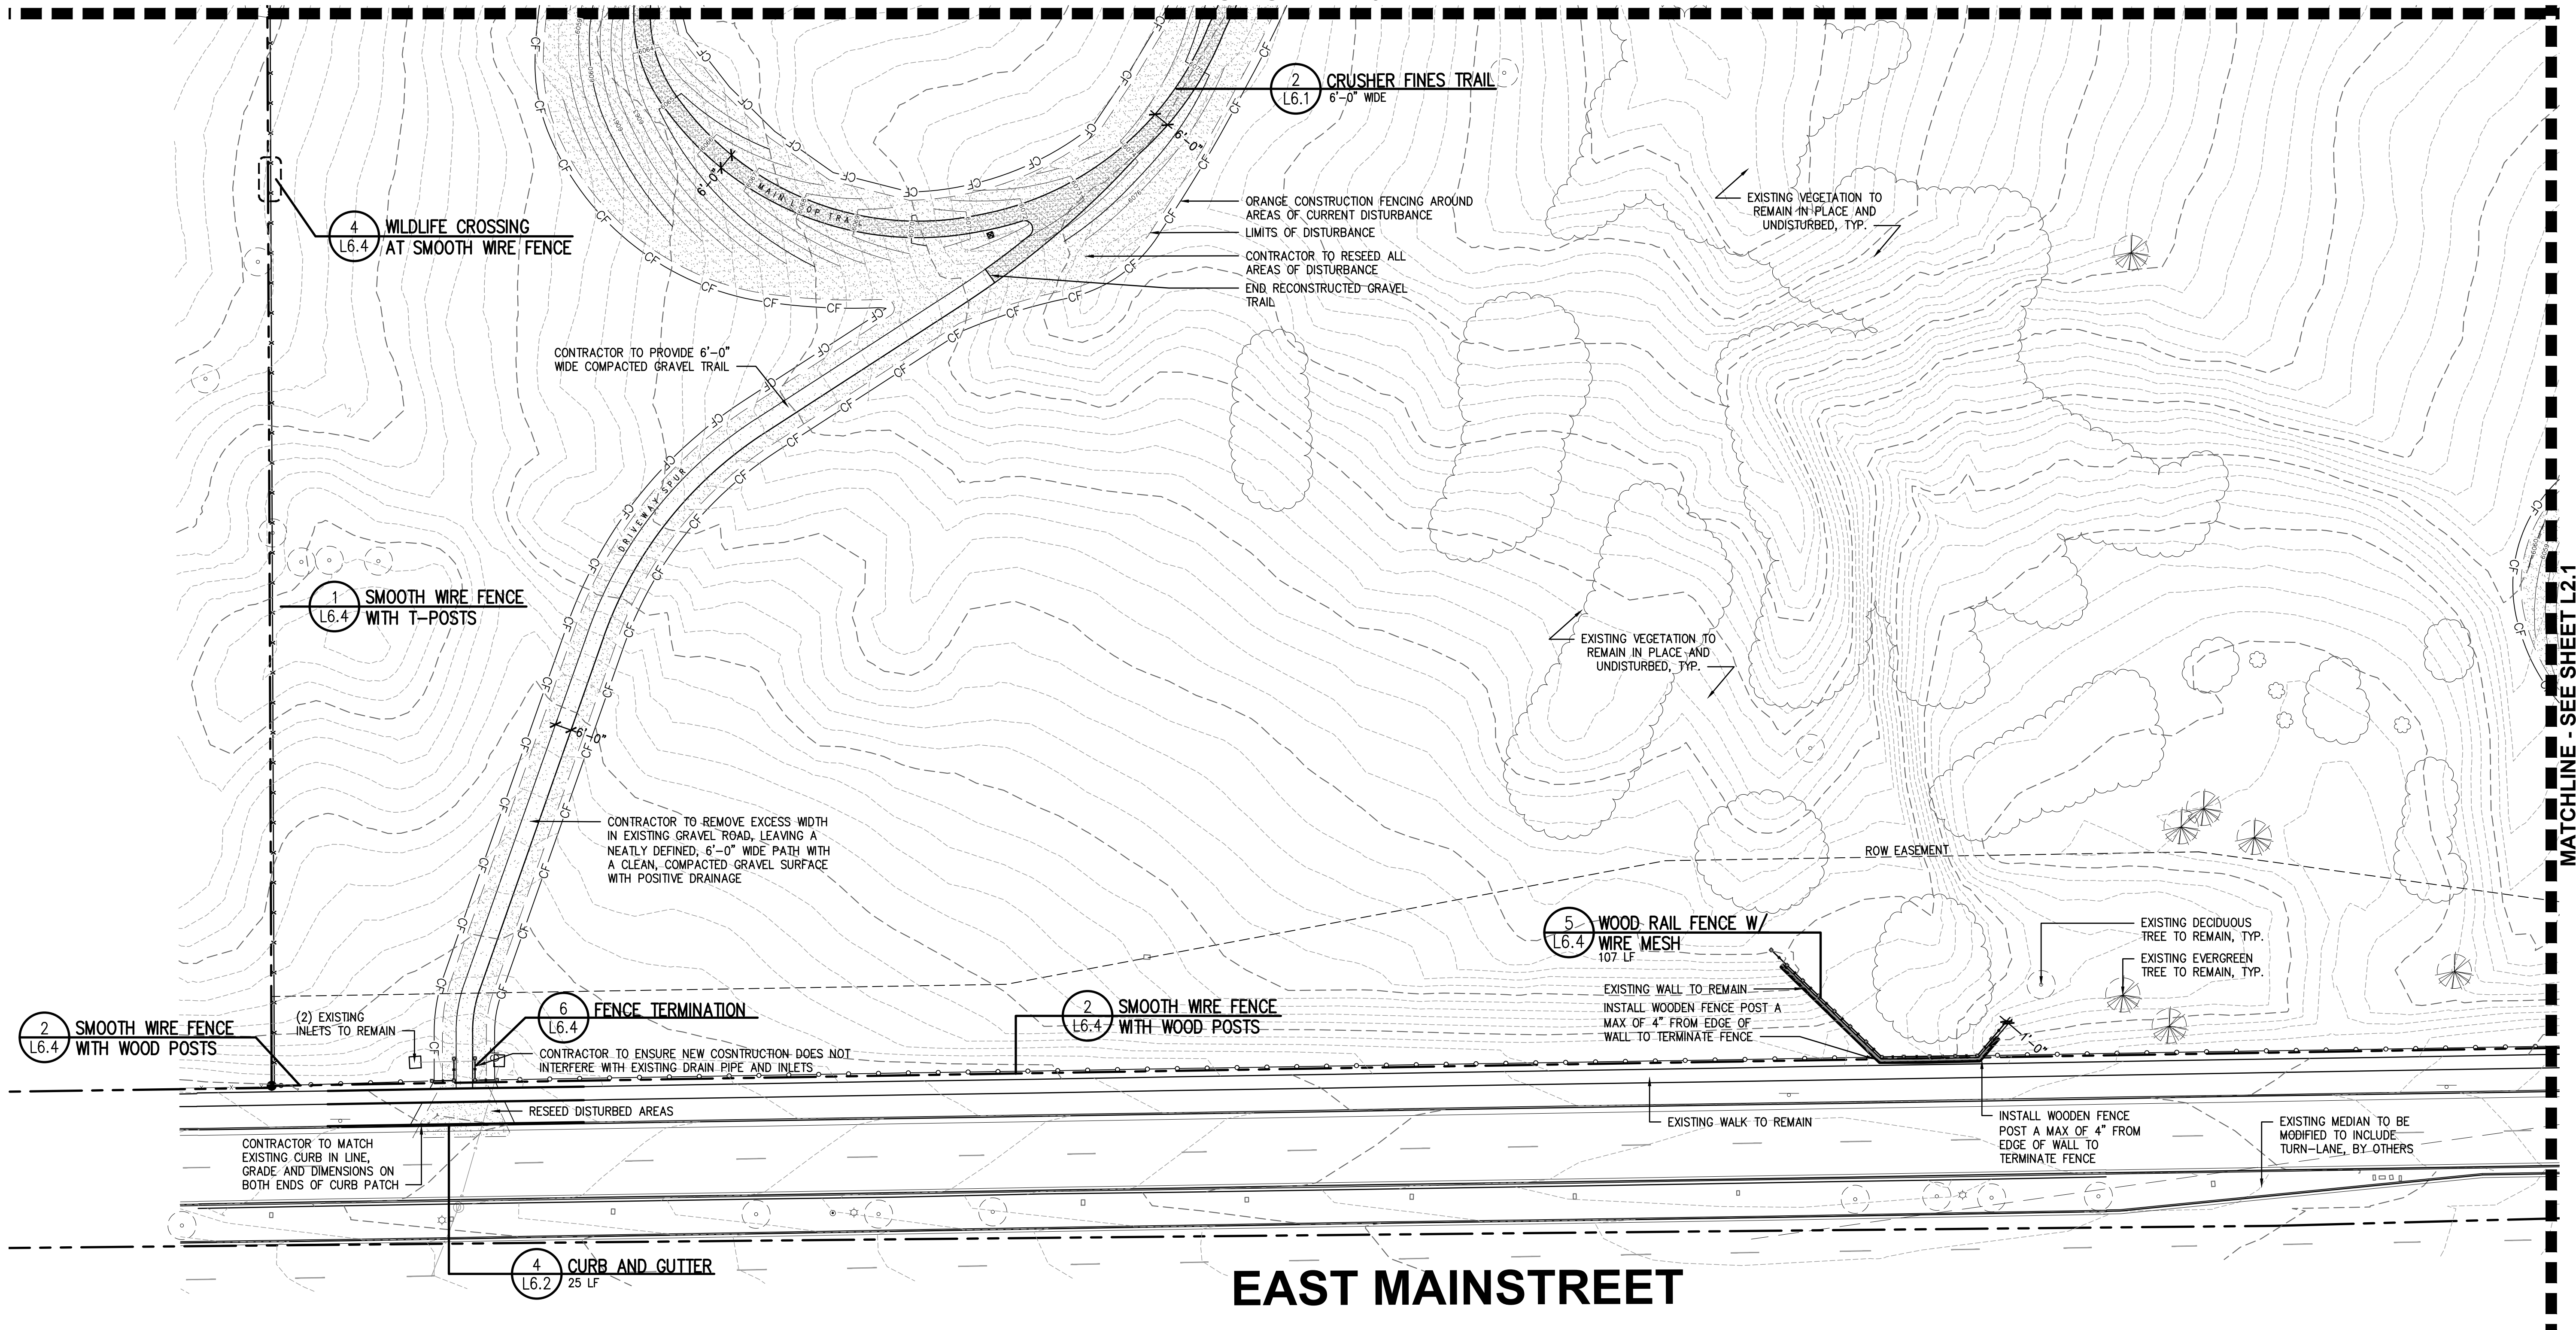 2
L6.1
CRUSHER FINES TRAIL
6'-0" WIDE
6'-0"
6'-0"
MAIN LOOP TRAIL
ORANGE CONSTRUCTION FENCING AROUND
AREAS OF CURRENT DISTURBANCE
LIMITS OF DISTURBANCE
CONTRACTOR TO RESEED ALL
AREAS OF DISTURBANCE
END RECONSTRUCTED GRAVEL
TRAIL
EXISTING VEGETATION TO
REMAIN IN PLACE AND
UNDISTURBED, TYP.
4
L6.4
WILDLIFE CROSSING
AT SMOOTH WIRE FENCE
CONTRACTOR TO PROVIDE 6'-0"
WIDE COMPACTED GRAVEL TRAIL
DRIVEWAY SPUR
1
L6.4
SMOOTH WIRE FENCE
WITH T-POSTS
EXISTING VEGETATION TO
REMAIN IN PLACE AND
UNDISTURBED, TYP.
MATCHLINE - SEE SHEET L2.1
6'-0"
CONTRACTOR TO REMOVE EXCESS WIDTH
IN EXISTING GRAVEL ROAD, LEAVING A
NEATLY DEFINED, 6'-0" WIDE PATH WITH
A CLEAN, COMPACTED GRAVEL SURFACE
WITH POSITIVE DRAINAGE
ROW EASEMENT
5
L6.4
WOOD RAIL FENCE W/
WIRE MESH
107 LF
EXISTING WALL TO REMAIN
INSTALL WOODEN FENCE POST A
MAX OF 4" FROM EDGE OF
WALL TO TERMINATE FENCE
1'-0"
EXISTING DECIDUOUS
TREE TO REMAIN, TYP.
EXISTING EVERGREEN
TREE TO REMAIN, TYP.
2
L6.4
SMOOTH WIRE FENCE
WITH WOOD POSTS
(2) EXISTING
INLETS TO REMAIN
6
L6.4
FENCE TERMINATION
CONTRACTOR TO ENSURE NEW COSNTRUCTION DOES NOT
INTERFERE WITH EXISTING DRAIN PIPE AND INLETS
2
L6.4
SMOOTH WIRE FENCE
WITH WOOD POSTS
RESEED DISTURBED AREAS
CONTRACTOR TO MATCH
EXISTING CURB IN LINE,
GRADE AND DIMENSIONS ON
BOTH ENDS OF CURB PATCH
EXISTING WALK TO REMAIN
INSTALL WOODEN FENCE
POST A MAX OF 4" FROM
EDGE OF WALL TO
TERMINATE FENCE
EXISTING MEDIAN TO BE
MODIFIED TO INCLUDE
TURN-LANE, BY OTHERS
4
L6.2
CURB AND GUTTER
25 LF
EAST MAINSTREET